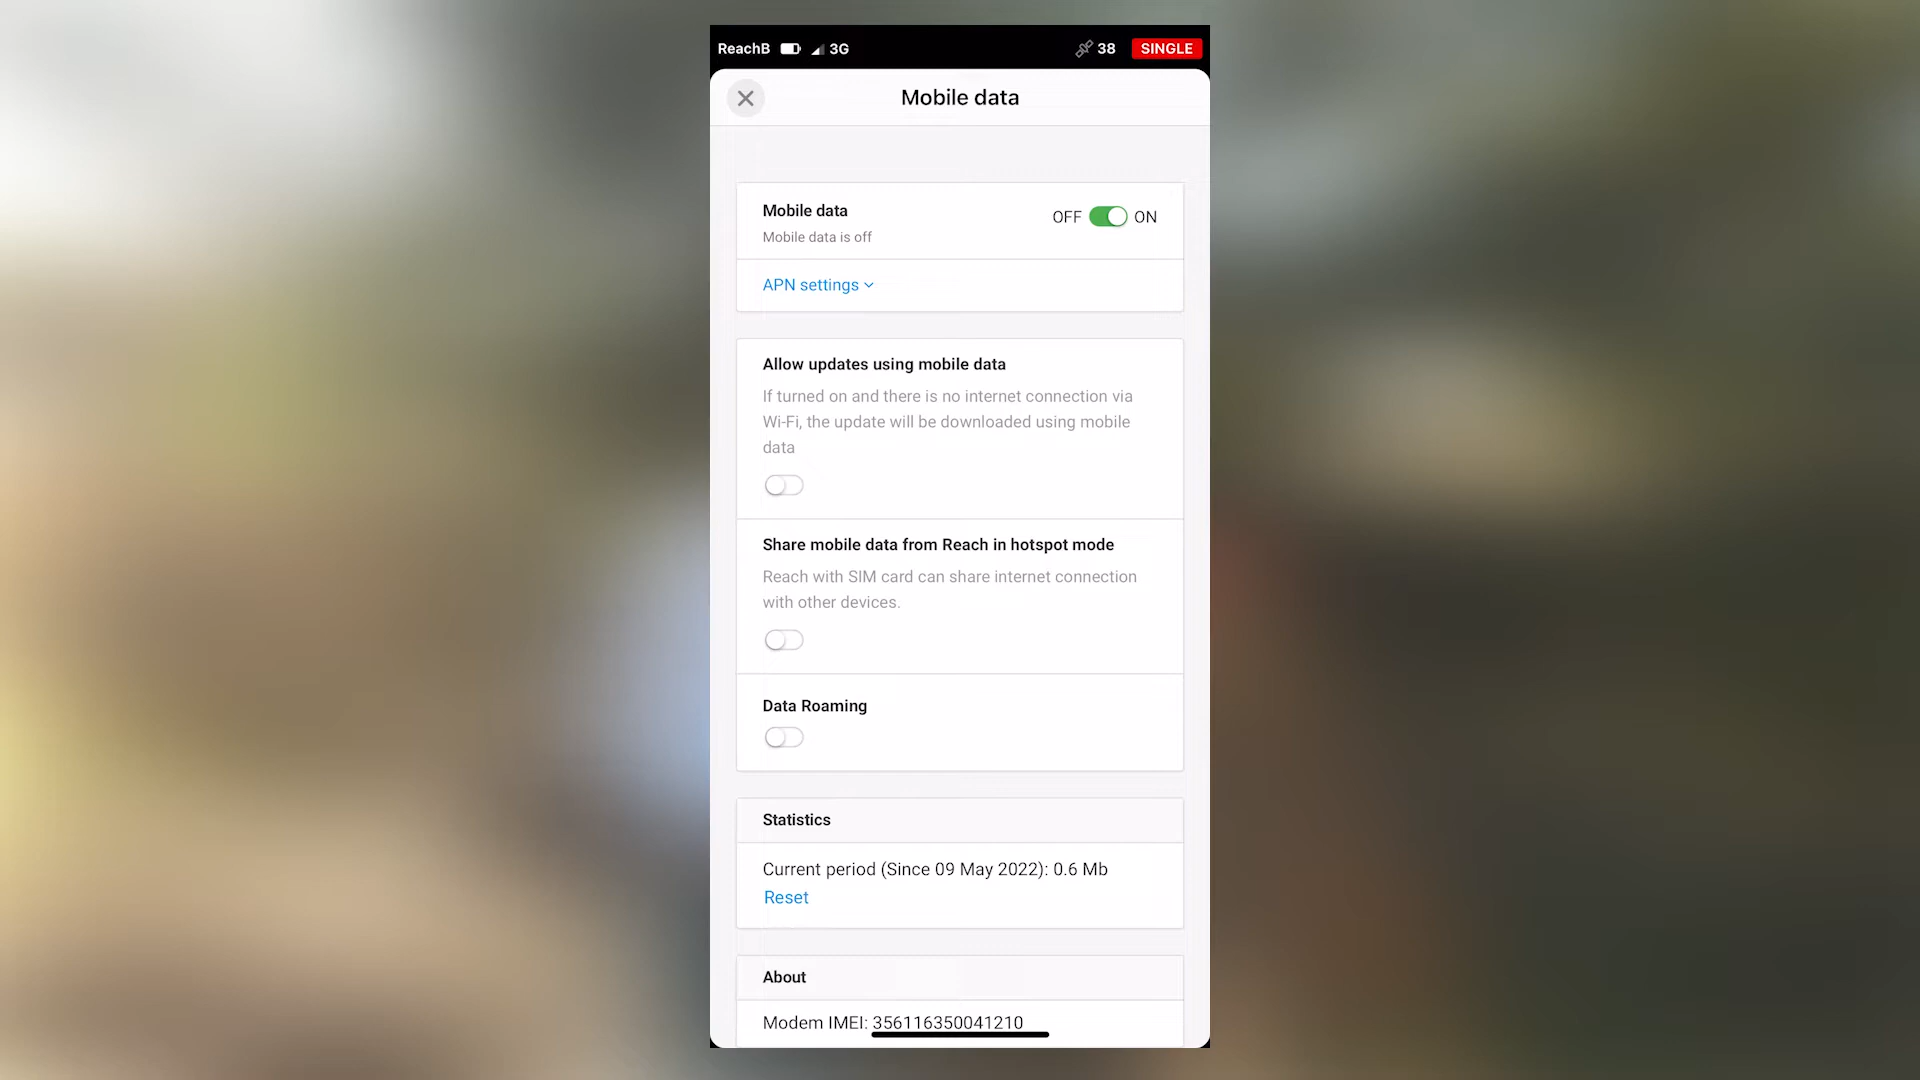 ReachB 3G 38 SINGLE
Mobile data
Mobile data
OFF ON
Mobile data is off
APN settings
Allow updates using mobile data
If turned on and there is no internet connection via
Wi-Fi, the update will be downloaded using mobile
data
Share mobile data from Reach in hotspot mode
Reach with SIM card can share internet connection
with other devices.
Data Roaming
Statistics
Current period (Since 09 May 2022): 0.6 Mb
Reset
About
Modem IMEI: 356116350041210